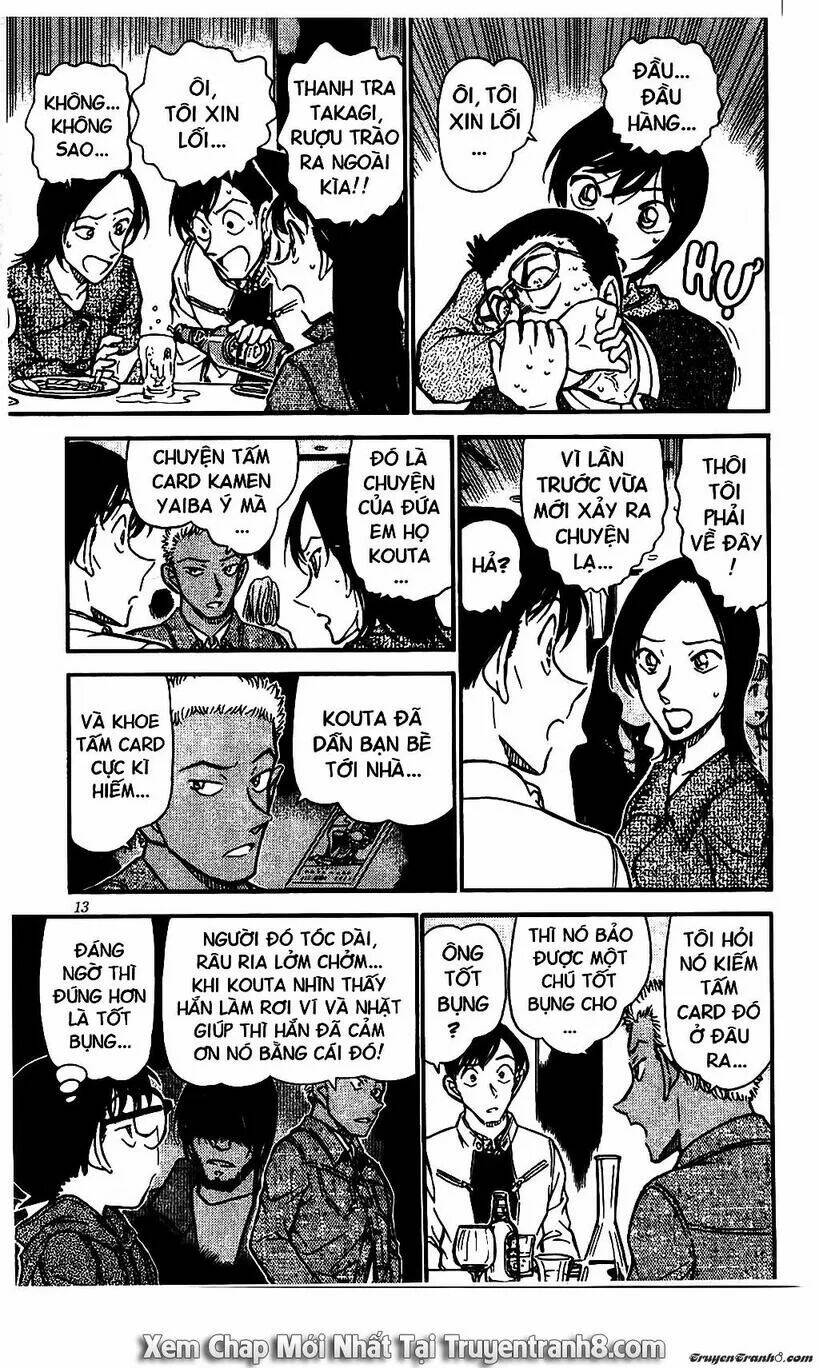 ĐẦU...
ĐẦU
HÀNG...
ÔI, TÔI
XIN LỖI
...
HỰ
THANH TRA
TAKAGI,
RƯỢU TRÀO
RA NGOÀI
KÌA!!
ÔI,
TÔI XIN
LỖI...
KHÔNG...
KHÔNG
SAO...
THÔI
TÔI
PHẢI
VỀ ĐÂY
!
VÌ LẦN
TRƯỚC VỪA
MỚI XẢY RA
CHUYỆN
LẠ...
HẢ?
ĐÓ LÀ
CHUYỆN
CỦA ĐỨA
EM HỌ
KOUTA
...
CHUYỆN TẤM
CARD KAMEN
YAIBA Ý MÀ
...
KOUTA ĐÃ
DẪN BẠN BÈ
TỚI NHÀ...
VÀ KHOE
TẤM CARD
CỰC KÌ
HIẾM...
13
TÔI HỎI
NÓ KIẾM
TẤM
CARD ĐÓ
Ở ĐÂU
RA...
THÌ NÓ BẢO
ĐƯỢC MỘT
CHÚ TỐT
BỤNG CHO
...
ÔNG
TỐT
BỤNG
?
NGƯỜI ĐÓ TÓC DÀI,
RÂU RIA LỞM CHỞM...
KHI KOUTA NHÌN THẤY
HẮN LÀM RƠI VÍ VÀ NHẶT
GIÚP THÌ HẮN ĐÃ CẢM
ƠN NÓ BẰNG CÁI ĐÓ!
ĐÁNG
NGỜ THÌ
ĐÚNG HƠN
LÀ TỐT
BỤNG...
Xem Chap Mới Nhất Tại Truyentranh8.com
TruyenTranh8.com